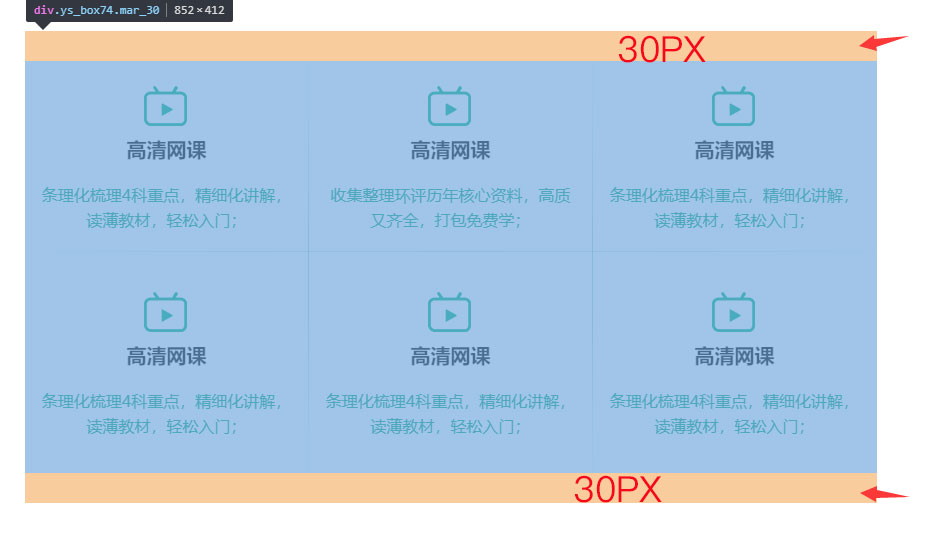 div.ys_box74.mar_30 852×412
30PX
高清网课 高清网课 高清网课
条理化梳理4科重点，精细化讲解， 收集整理环评历年核心资料，高质 条理化梳理4科重点，精细化讲解，
读薄教材，轻松入门； 又齐全，打包免费学； 读薄教材，轻松入门；
高清网课 高清网课 高清网课
条理化梳理4科重点，精细化讲解， 条理化梳理4科重点，精细化讲解， 条理化梳理4科重点，精细化讲解，
读薄教材，轻松入门； 读薄教材，轻松入门； 读薄教材，轻松入门；
30PX